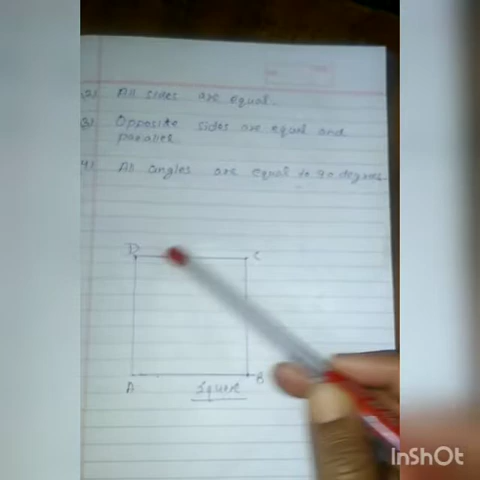 (2) All sides are equal.
(3) Opposite sides are equal and
parallel
(4) All angles are equal to 90 degrees
D C
A B
Square
InShOt